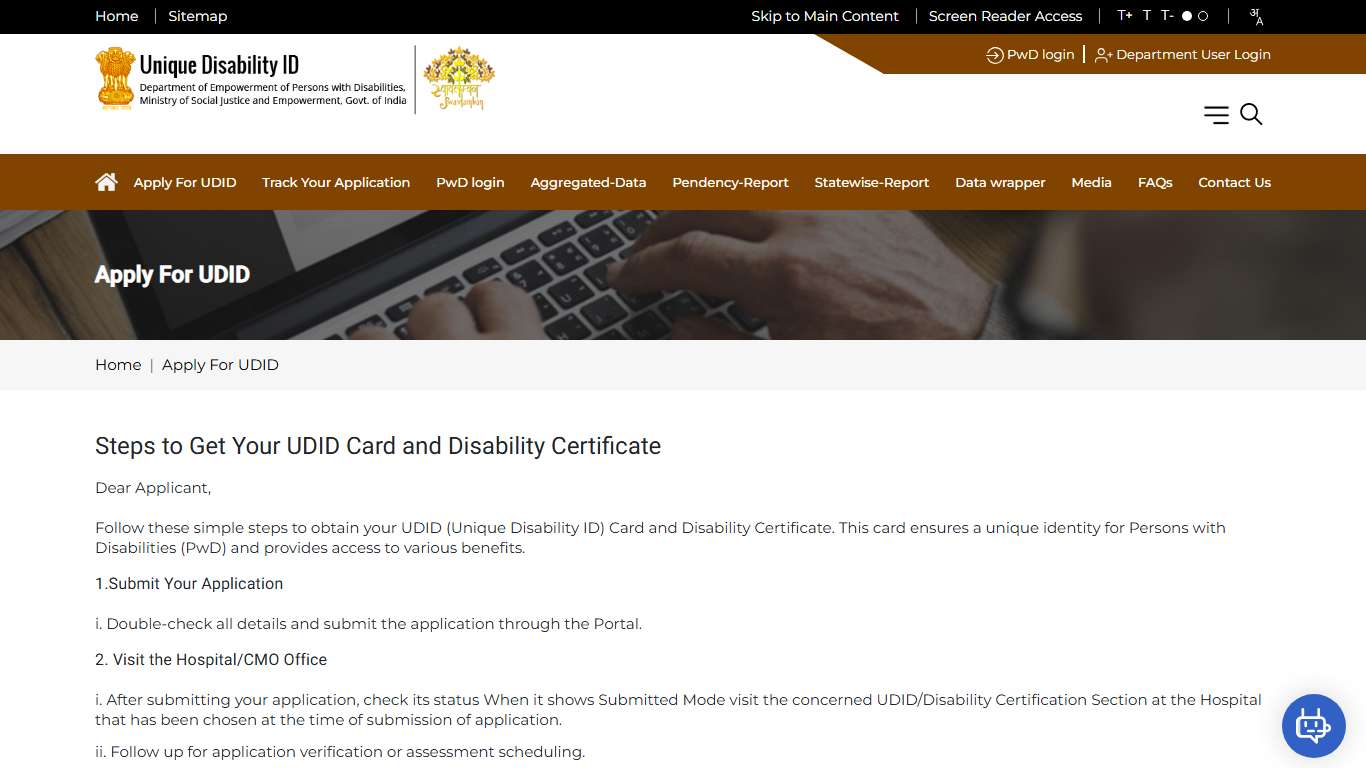 Home Sitemap Skip to Main Content Screen Reader Access T+ T T- अ A
PwD login Department User Login
Unique Disability ID
Department of Empowerment of Persons with Disabilities,
Ministry of Social Justice and Empowerment, Govt. of India
स्वावलम्बन
Swavlamban
Apply For UDID Track Your Application PwD login Aggregated-Data Pendency-Report Statewise-Report Data wrapper Media FAQs Contact Us
Apply For UDID
Home | Apply For UDID
Steps to Get Your UDID Card and Disability Certificate
Dear Applicant,
Follow these simple steps to obtain your UDID (Unique Disability ID) Card and Disability Certificate. This card ensures a unique identity for Persons with
Disabilities (PwD) and provides access to various benefits.
1.Submit Your Application
i. Double-check all details and submit the application through the Portal.
2. Visit the Hospital/CMO Office
i. After submitting your application, check its status When it shows Submitted Mode visit the concerned UDID/Disability Certification Section at the Hospital
that has been chosen at the time of submission of application.
ii. Follow up for application verification or assessment scheduling.